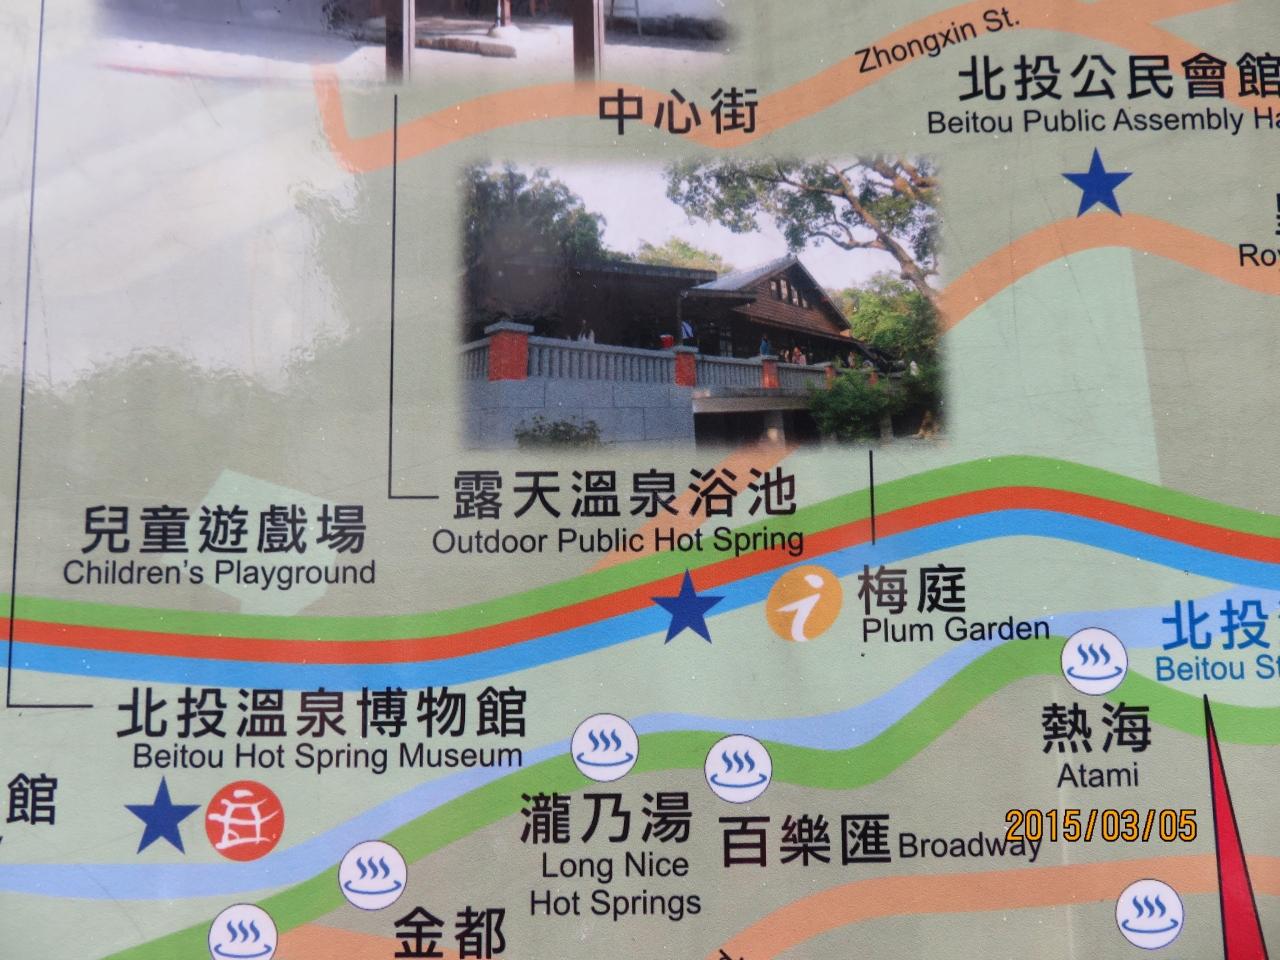 Zhongxin St.
中心街
北投公民會館
Beitou Public Assembly
露天溫泉浴池
Outdoor Public Hot Spring
兒童遊戲場
Children's Playground
梅庭
Plum Garden
北投
Beitou
北投溫泉博物館
Beitou Hot Spring Museum
熱海
Atami
館
瀧乃湯
Long Nice
Hot Springs
百樂匯 Broadway
2015/03/05
金都